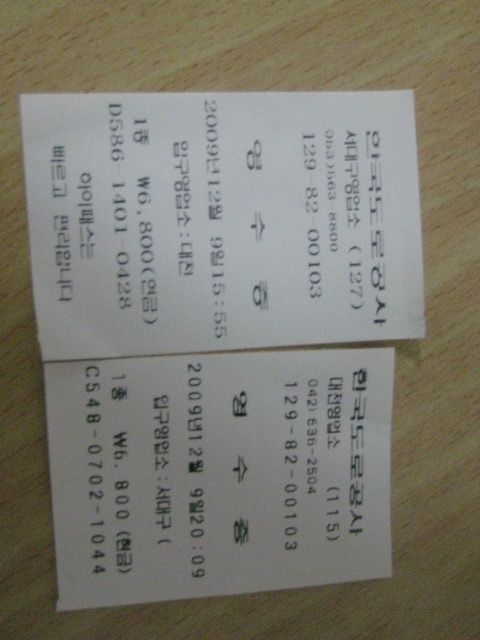 한국도로공사
서대구영업소 (127)
053)563-8800
129 82 00103
영 수 증
2009년12월 9일15:55
입구영업소:대전
1종 ₩6,800(현금)
D586-1401-0428
하이패스는
빠르고 편리합니다
한국도로공사
대전영업소 (115)
042)636-2504
129-82-00103
영 수 증
2009년12월 9일20:09
입구영업소:서대구(
1종 ₩6,800(현금)
C548-0702-1044